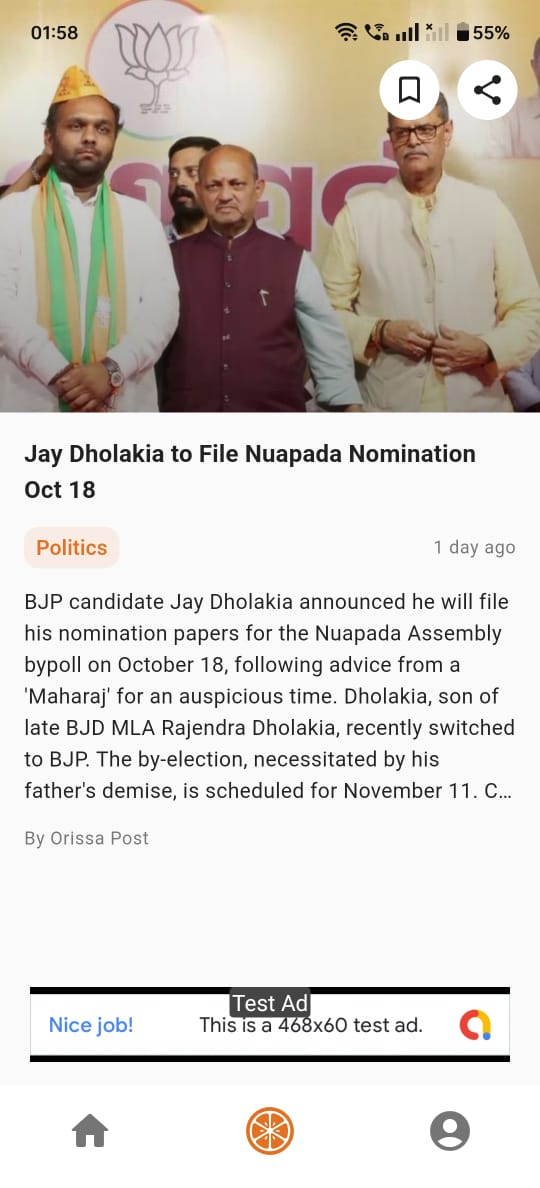 01:58
55%
Jay Dholakia to File Nuapada Nomination
Oct 18
Politics
1 day ago
BJP candidate Jay Dholakia announced he will file
his nomination papers for the Nuapada Assembly
bypoll on October 18, following advice from a
'Maharaj' for an auspicious time. Dholakia, son of
late BJD MLA Rajendra Dholakia, recently switched
to BJP. The by-election, necessitated by his
father's demise, is scheduled for November 11. C...
By Orissa Post
Test Ad
Nice job!
This is a 468x60 test ad.